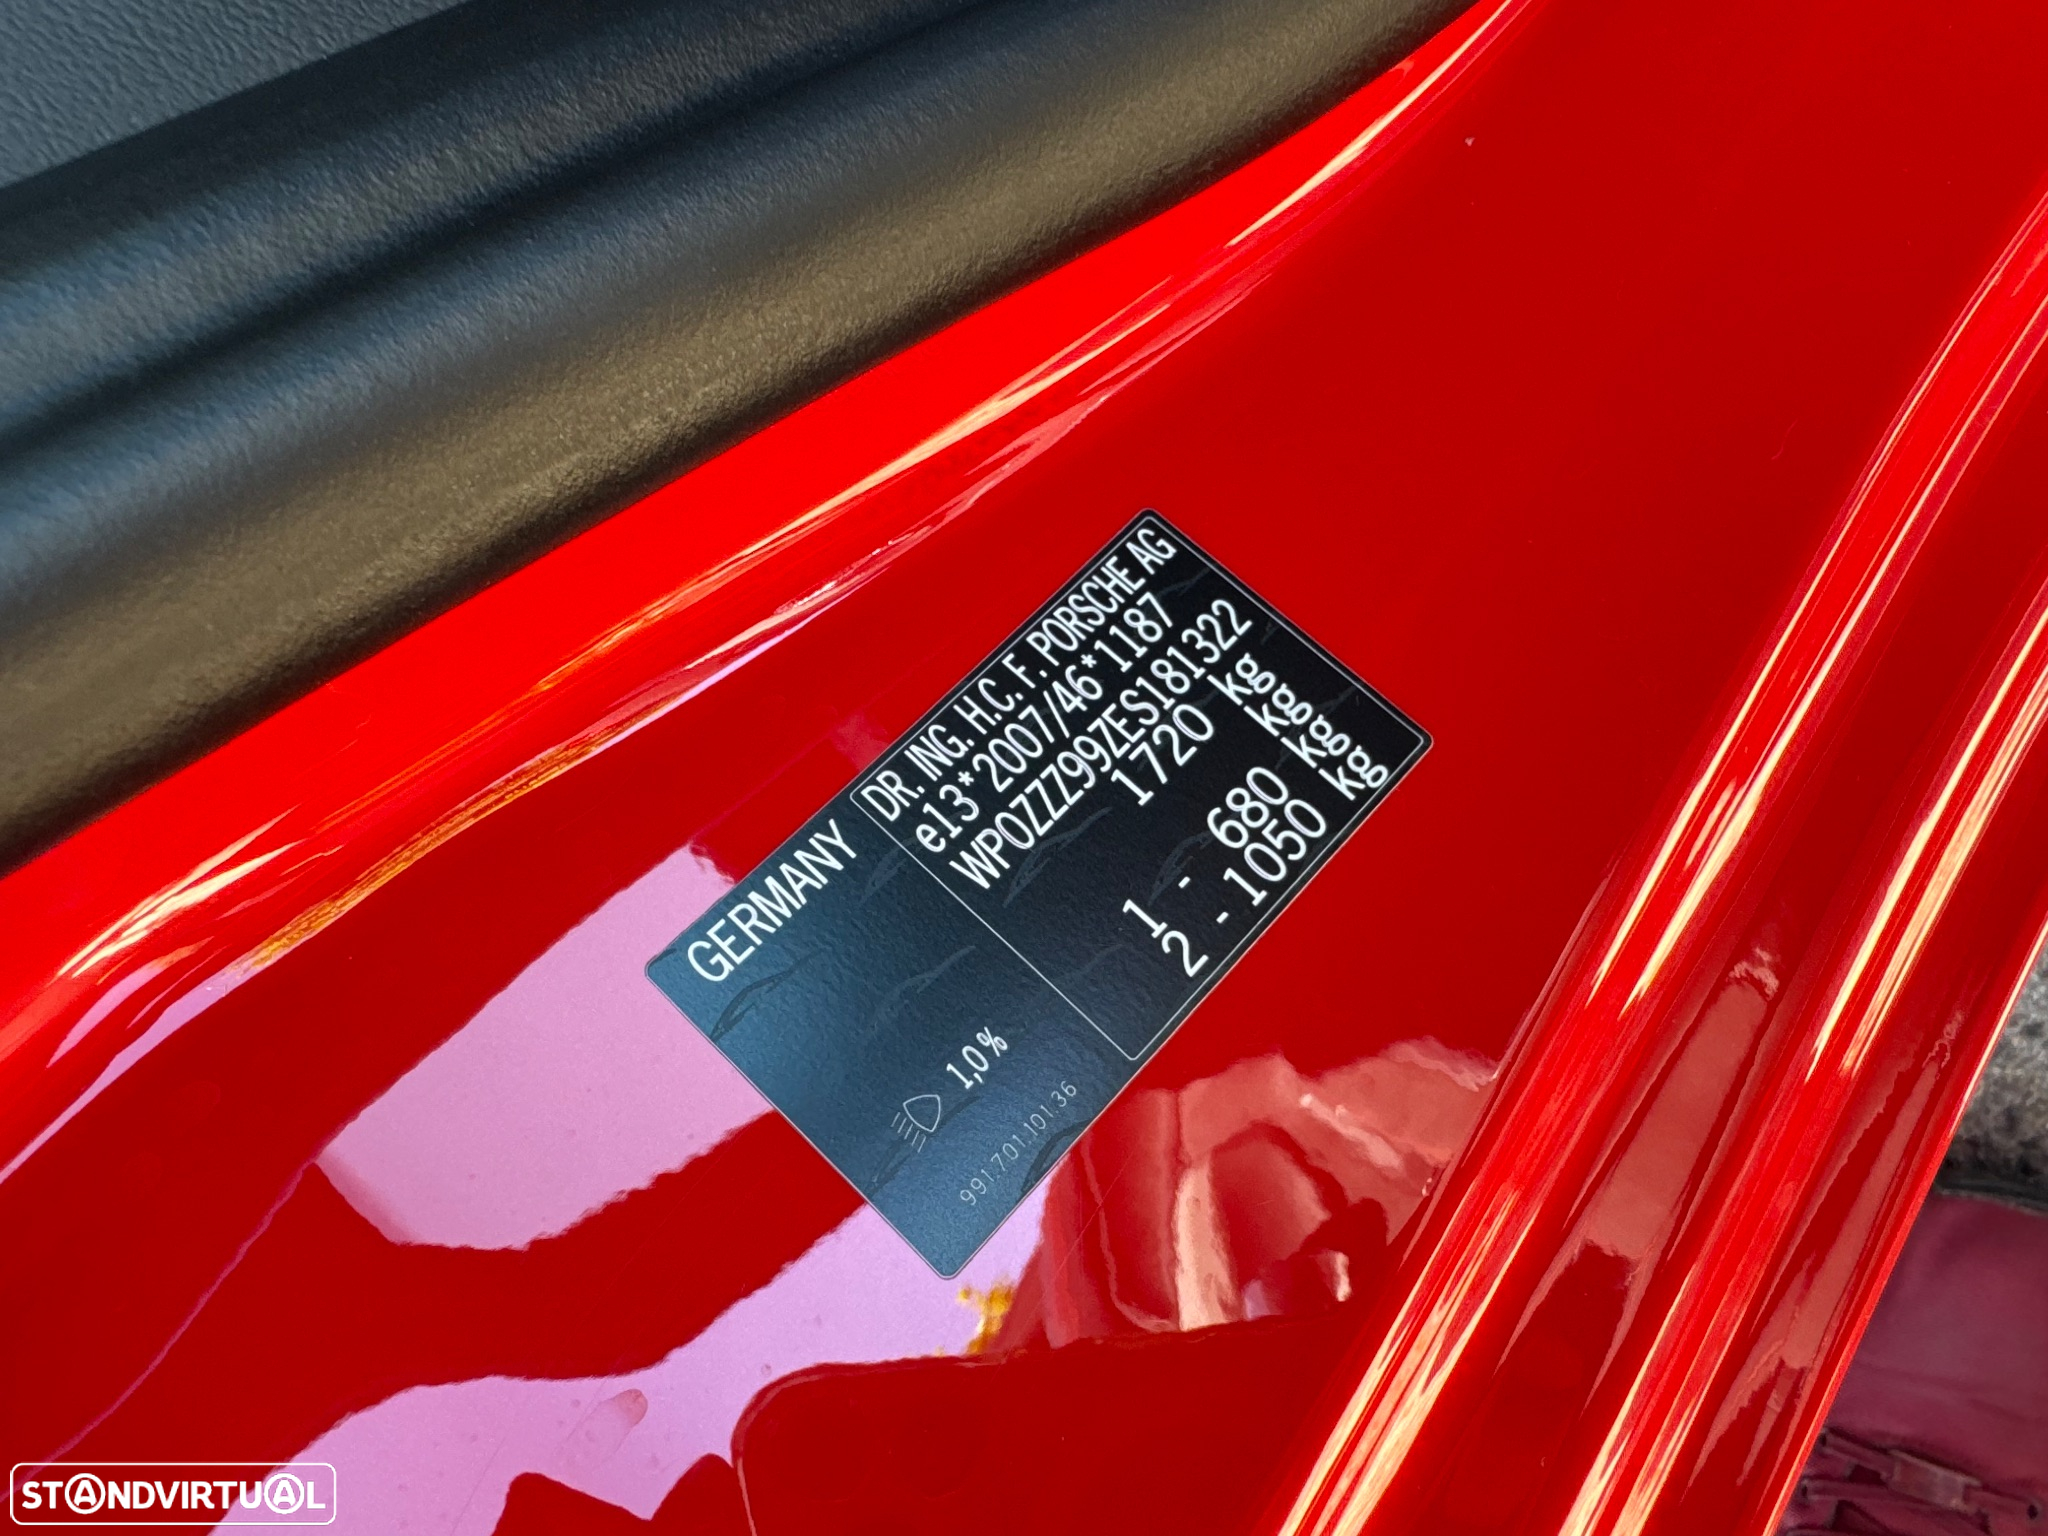 GERMANY
DR. ING. H.C. F. PORSCHE AG
e13*2007/46*1187
WP0ZZZ99ZES181322
1720 kg
kg
1 - 680 kg
2 - 1050 kg
1,0%
991.701.101.36
STANDVIRTUAL